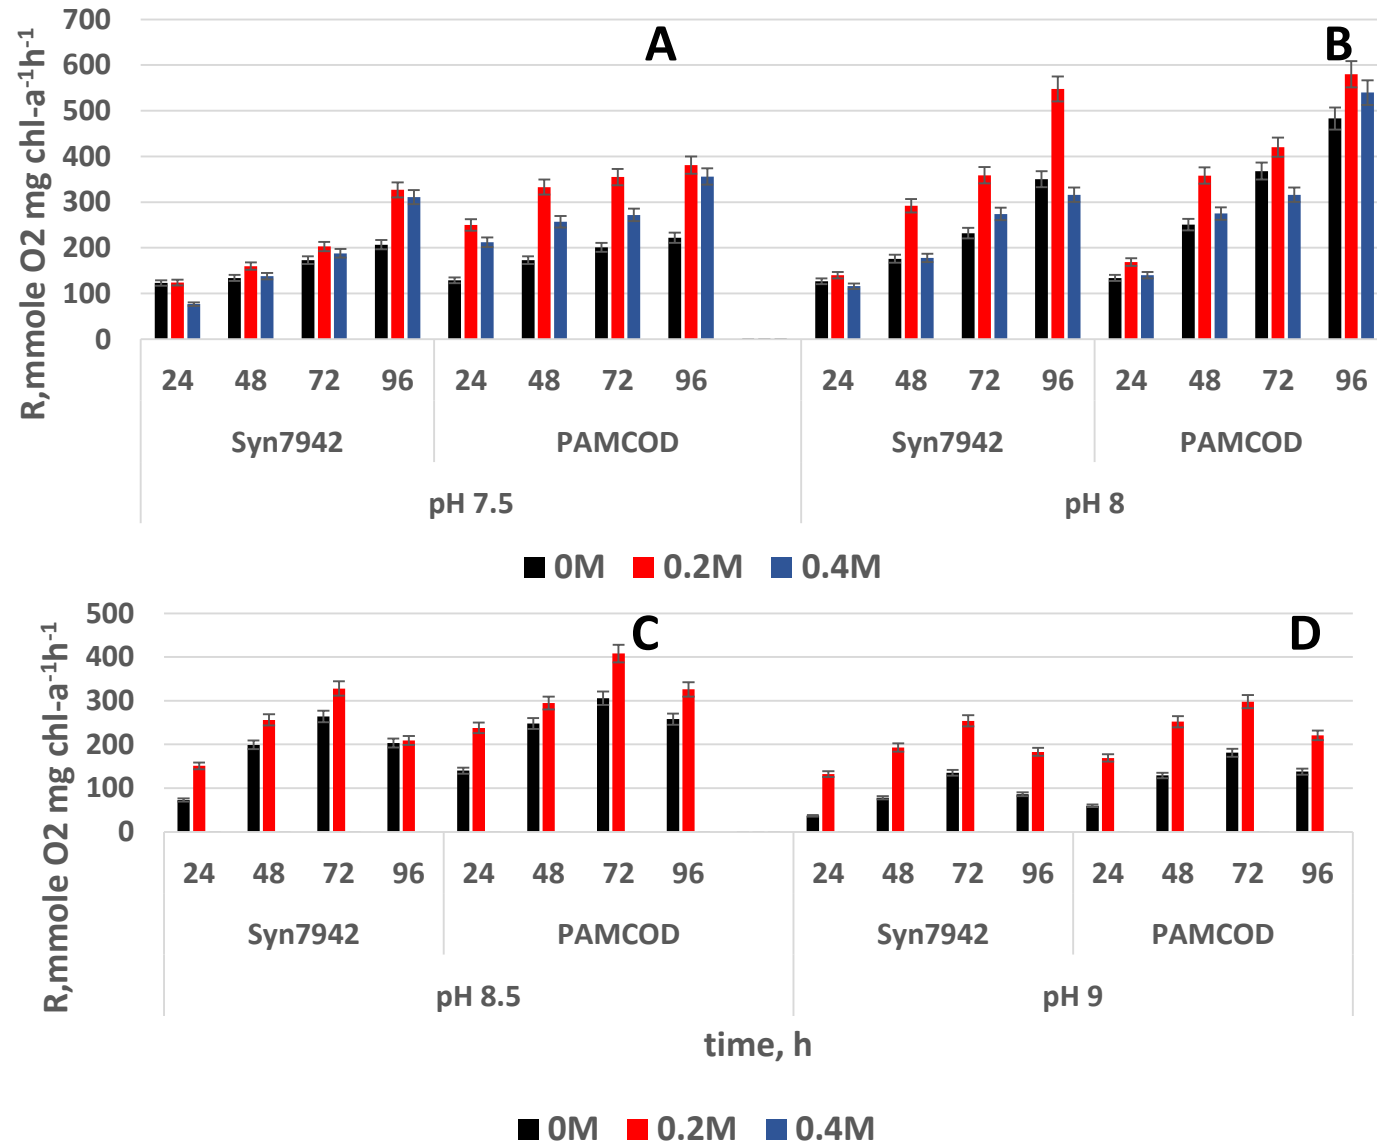 700
600
500
400
300
200
100
0
R,mmole O2 mg chl-a⁻¹h⁻¹
A
B
24 48 72 96 24 48 72 96 24 48 72 96 24 48 72 96
Syn7942 PAMCOD Syn7942 PAMCOD
pH 7.5 pH 8
0M 0.2M 0.4M
500
400
300
200
100
0
R,mmole O2 mg chl-a⁻¹h⁻¹
C
D
24 48 72 96 24 48 72 96 24 48 72 96 24 48 72 96
Syn7942 PAMCOD Syn7942 PAMCOD
pH 8.5 pH 9
time, h
0M 0.2M 0.4M